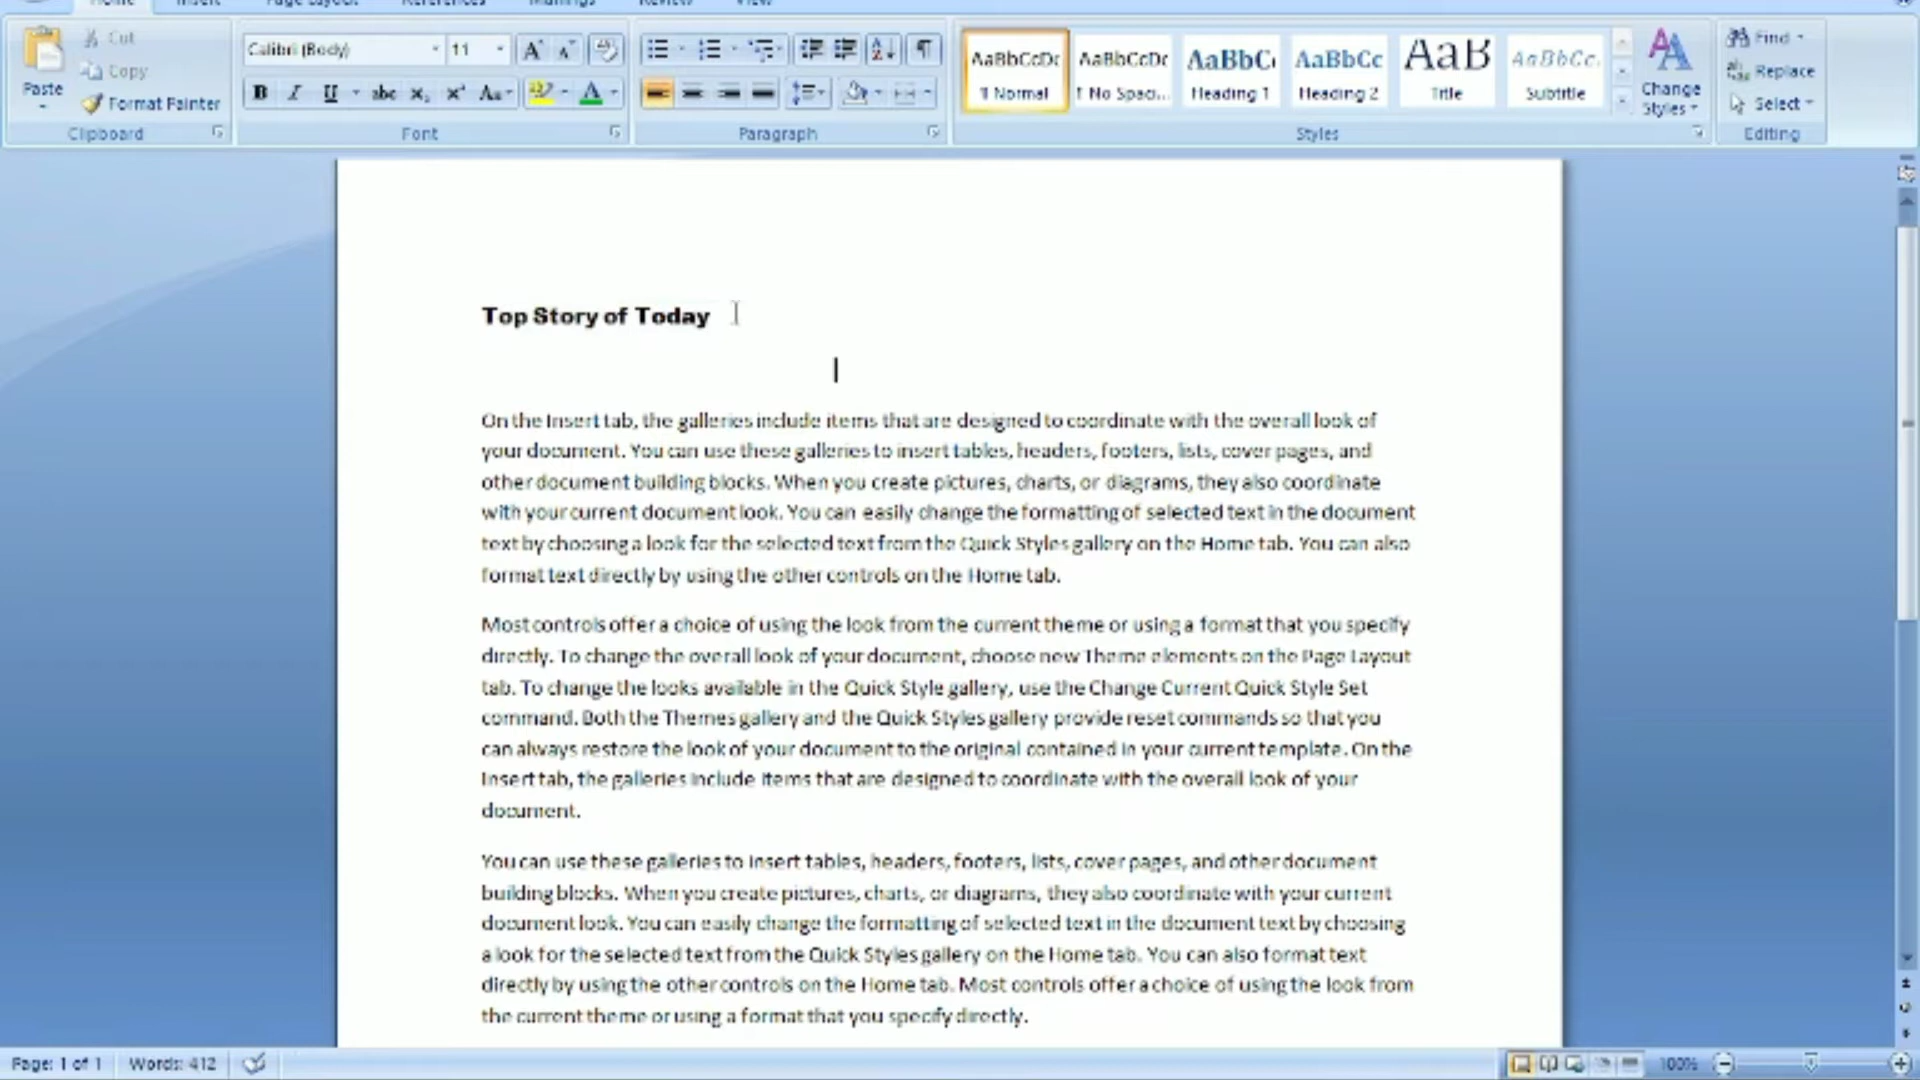 Home Insert Page Layout References Mailings Review View
Cut
Copy
Paste
Format Painter
Clipboard
Calibri (Body) 11
Font
Paragraph
AaBbCcDc AaBbCcDc AaBbC AaBbCc AaB AaBbCc.
¶ Normal ¶ No Spaci... Heading 1 Heading 2 Title Subtitle
Styles
Change
Styles
Find
Replace
Select
Editing
Top Story of Today
On the Insert tab, the galleries include items that are designed to coordinate with the overall look of
your document. You can use these galleries to insert tables, headers, footers, lists, cover pages, and
other document building blocks. When you create pictures, charts, or diagrams, they also coordinate
with your current document look. You can easily change the formatting of selected text in the document
text by choosing a look for the selected text from the Quick Styles gallery on the Home tab. You can also
format text directly by using the other controls on the Home tab.
Most controls offer a choice of using the look from the current theme or using a format that you specify
directly. To change the overall look of your document, choose new Theme elements on the Page Layout
tab. To change the looks available in the Quick Style gallery, use the Change Current Quick Style Set
command. Both the Themes gallery and the Quick Styles gallery provide reset commands so that you
can always restore the look of your document to the original contained in your current template. On the
Insert tab, the galleries include items that are designed to coordinate with the overall look of your
document.
You can use these galleries to insert tables, headers, footers, lists, cover pages, and other document
building blocks. When you create pictures, charts, or diagrams, they also coordinate with your current
document look. You can easily change the formatting of selected text in the document text by choosing
a look for the selected text from the Quick Styles gallery on the Home tab. You can also format text
directly by using the other controls on the Home tab. Most controls offer a choice of using the look from
the current theme or using a format that you specify directly.
Page: 1 of 1 Words: 412 100%